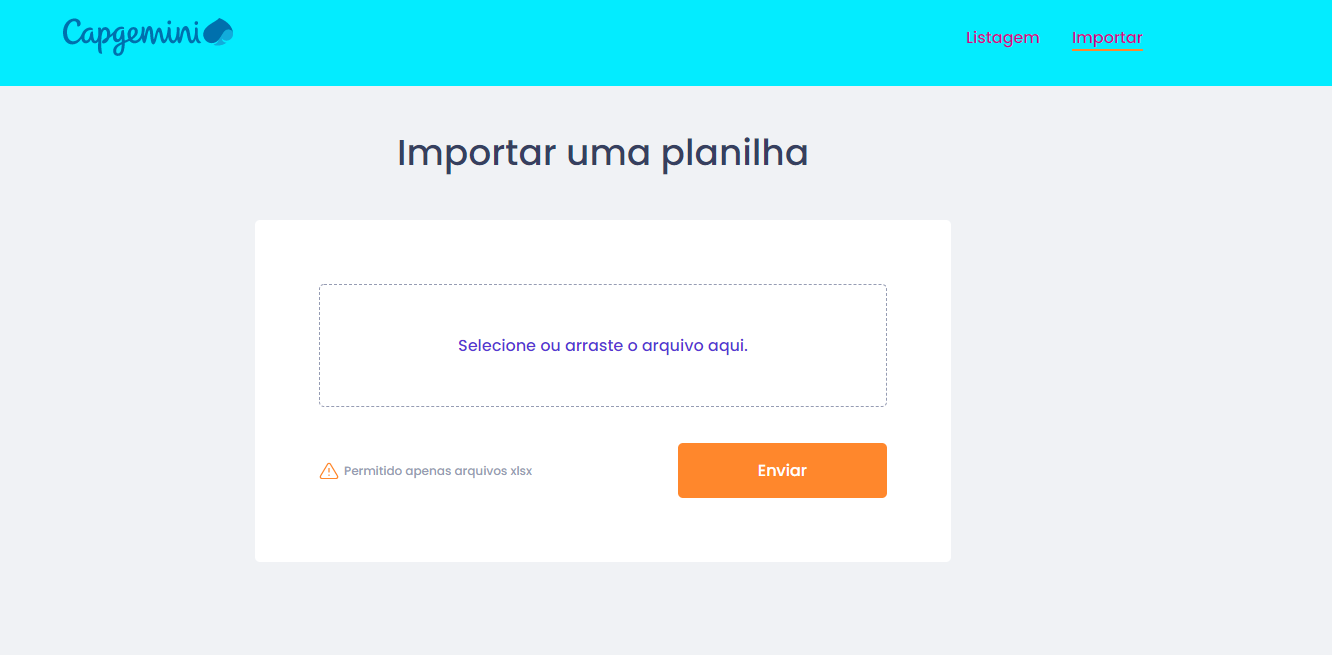 Capgemini
Listagem
Importar
Importar uma planilha
Selecione ou arraste o arquivo aqui.
Permitido apenas arquivos xlsx
Enviar